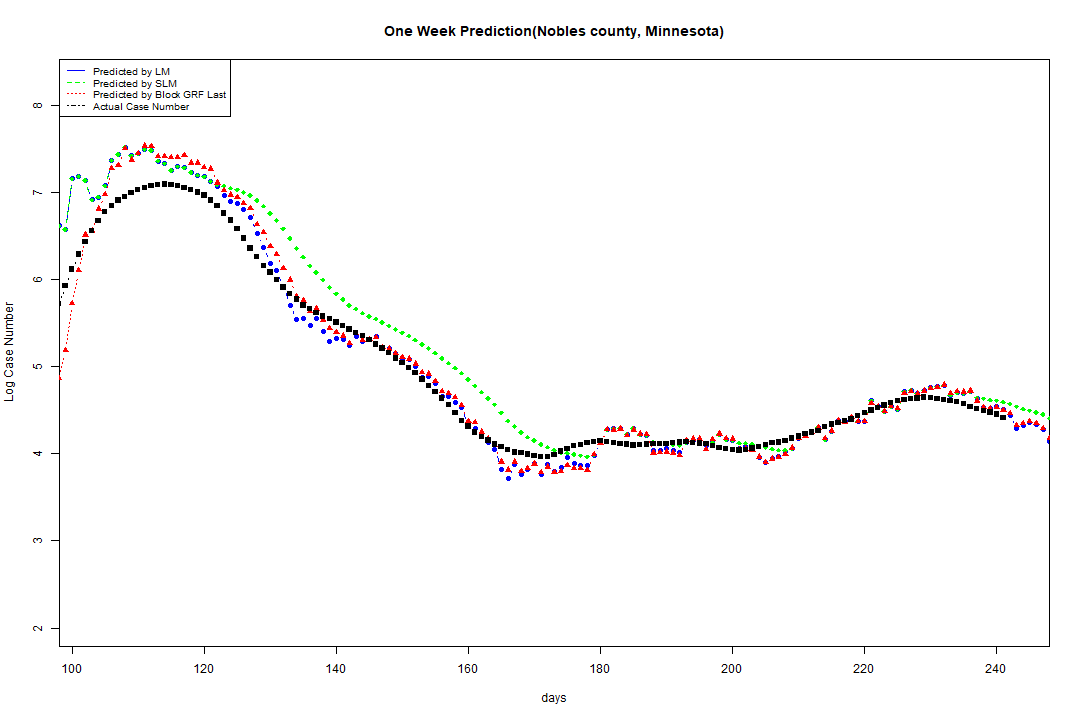 One Week Prediction(Nobles county, Minnesota)
Predicted by LM
Predicted by SLM
Predicted by Block GRF Last
Actual Case Number
8
7
6
5
4
3
2
Log Case Number
100 120 140 160 180 200 220 240
days